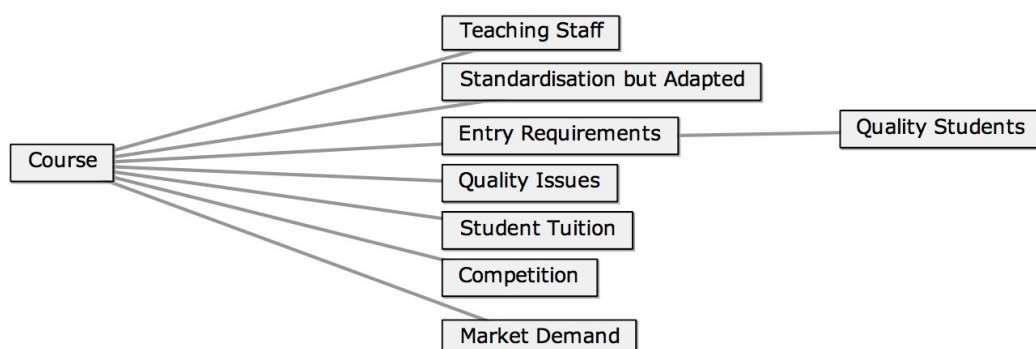 Teaching Staff
Standardisation but Adapted
Entry Requirements
Quality Students
Course
Quality Issues
Student Tuition
Competition
Market Demand